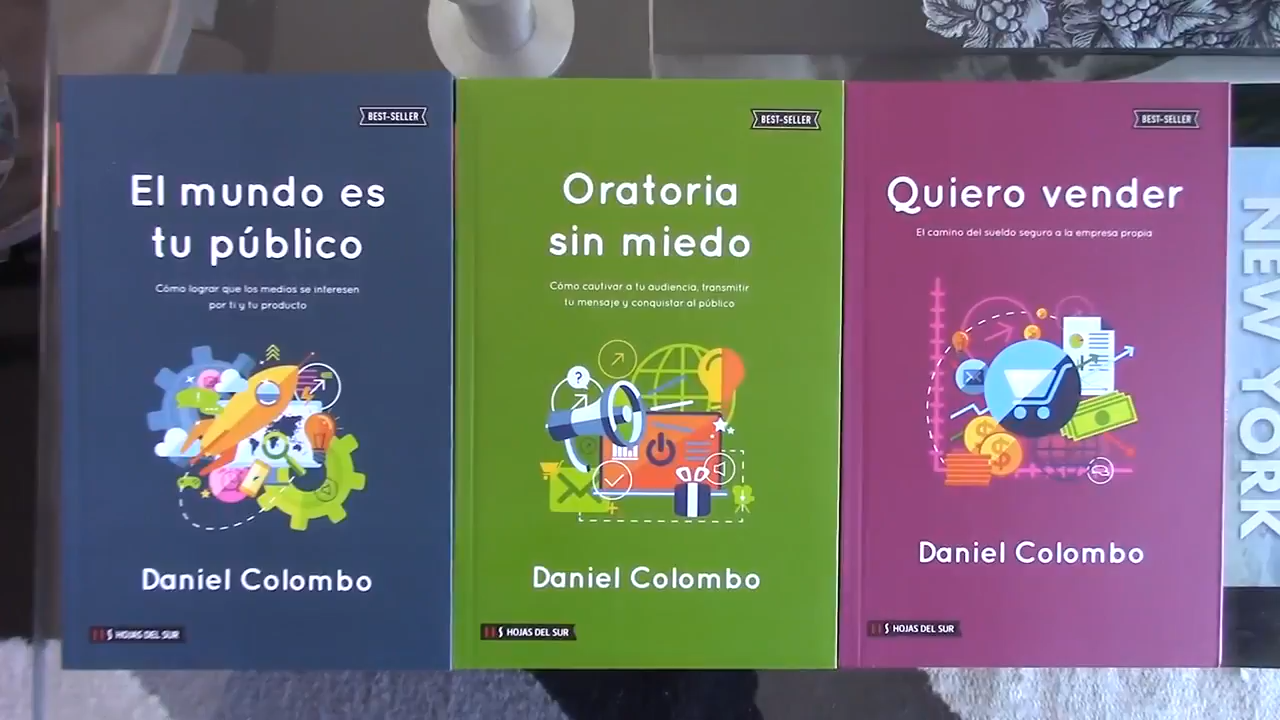 BEST-SELLER
El mundo es
tu público
Cómo lograr que los medios se interesen
por ti y tu producto
?
Daniel Colombo
HOJAS DEL SUR
BEST-SELLER
Oratoria
sin miedo
Cómo cautivar a tu audiencia, transmitir
tu mensaje y conquistar al público
Daniel Colombo
HOJAS DEL SUR
BEST-SELLER
Quiero vender
El camino del sueldo seguro a la empresa propia
$
$
Daniel Colombo
HOJAS DEL SUR
NEW YORK